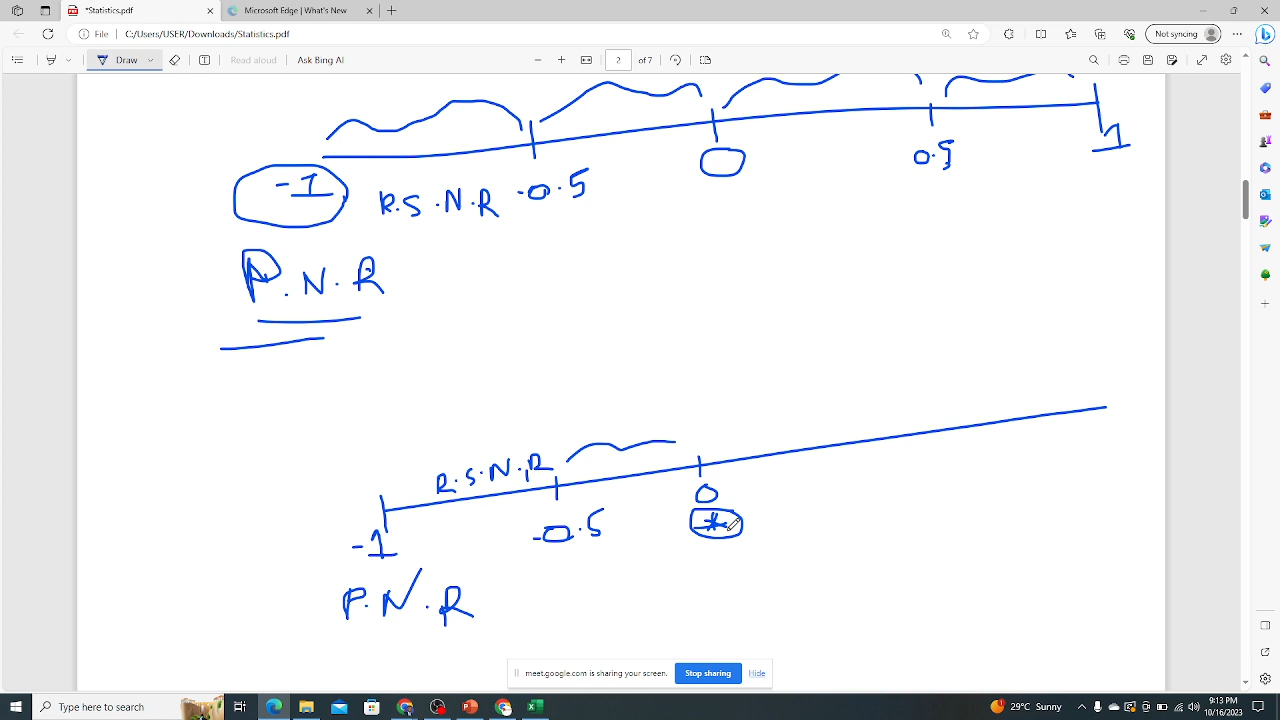 *Statistics.pdf
Microsoft Edge | What's New
File
C:/Users/USER/Downloads/Statistics.pdf
Not syncing
Draw
Read aloud
Ask Bing AI
2
of 7
-1
R.S.N.R
-0.5
0
0.5
1
P.N.R
R.S.N.R
-1
-0.5
0
*
P.N.R
meet.google.com is sharing your screen.
Stop sharing
Hide
Type here to search
29°C Sunny
9:13 PM
10/16/2023